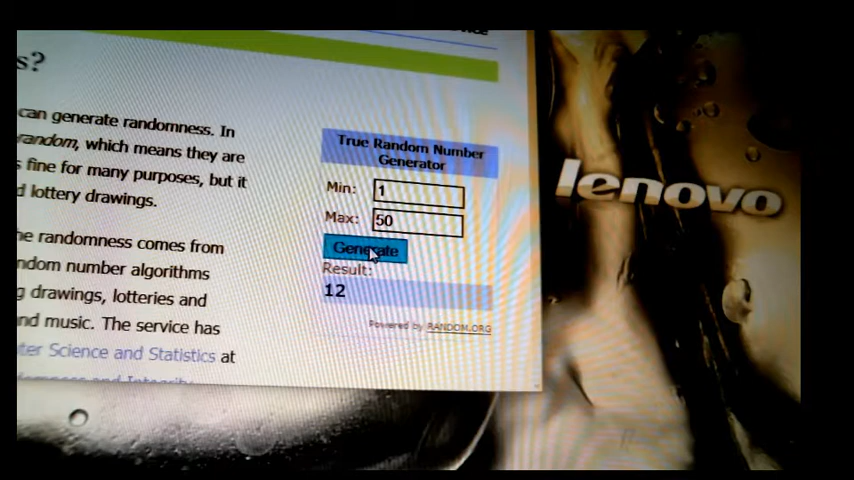 s?
can generate randomness. In
random, which means they are
s fine for many purposes, but it
d lottery drawings.
he randomness comes from
ndom number algorithms
g drawings, lotteries and
nd music. The service has
ter Science and Statistics at
True Random Number
Generator
Min: 1
Max: 50
Generate
Result:
12
Powered by RANDOM.ORG
lenovo